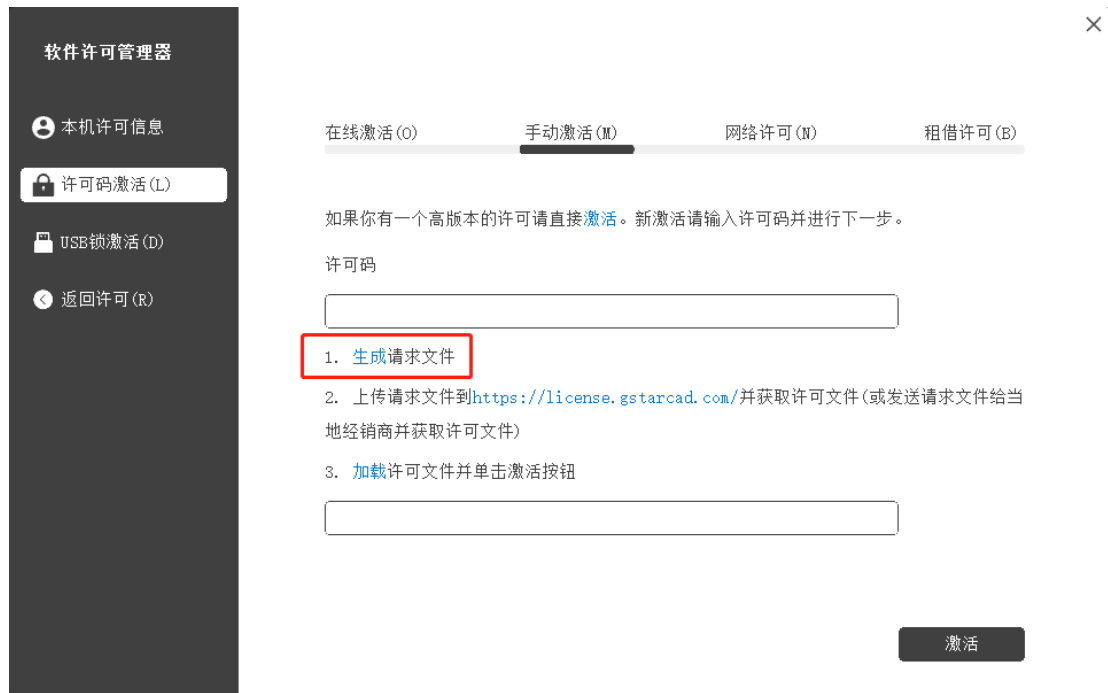 软件许可管理器
本机许可信息
许可码激活(L)
USB锁激活(D)
返回许可(R)
在线激活(O)
手动激活(M)
网络许可(N)
租借许可(B)
如果你有一个高版本的许可请直接激活。新激活请输入许可码并进行下一步。
许可码
1. 生成请求文件
2. 上传请求文件到https://license.gstarcad.com/并获取许可文件(或发送请求文件给当
地经销商并获取许可文件)
3. 加载许可文件并单击激活按钮
激活